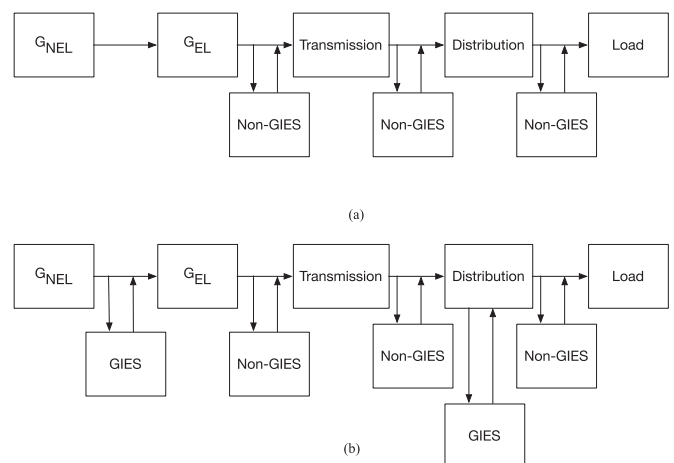 G_NEL G_EL Transmission Distribution Load
Non-GIES Non-GIES Non-GIES
(a)
G_NEL G_EL Transmission Distribution Load
GIES Non-GIES Non-GIES Non-GIES
GIES
(b)